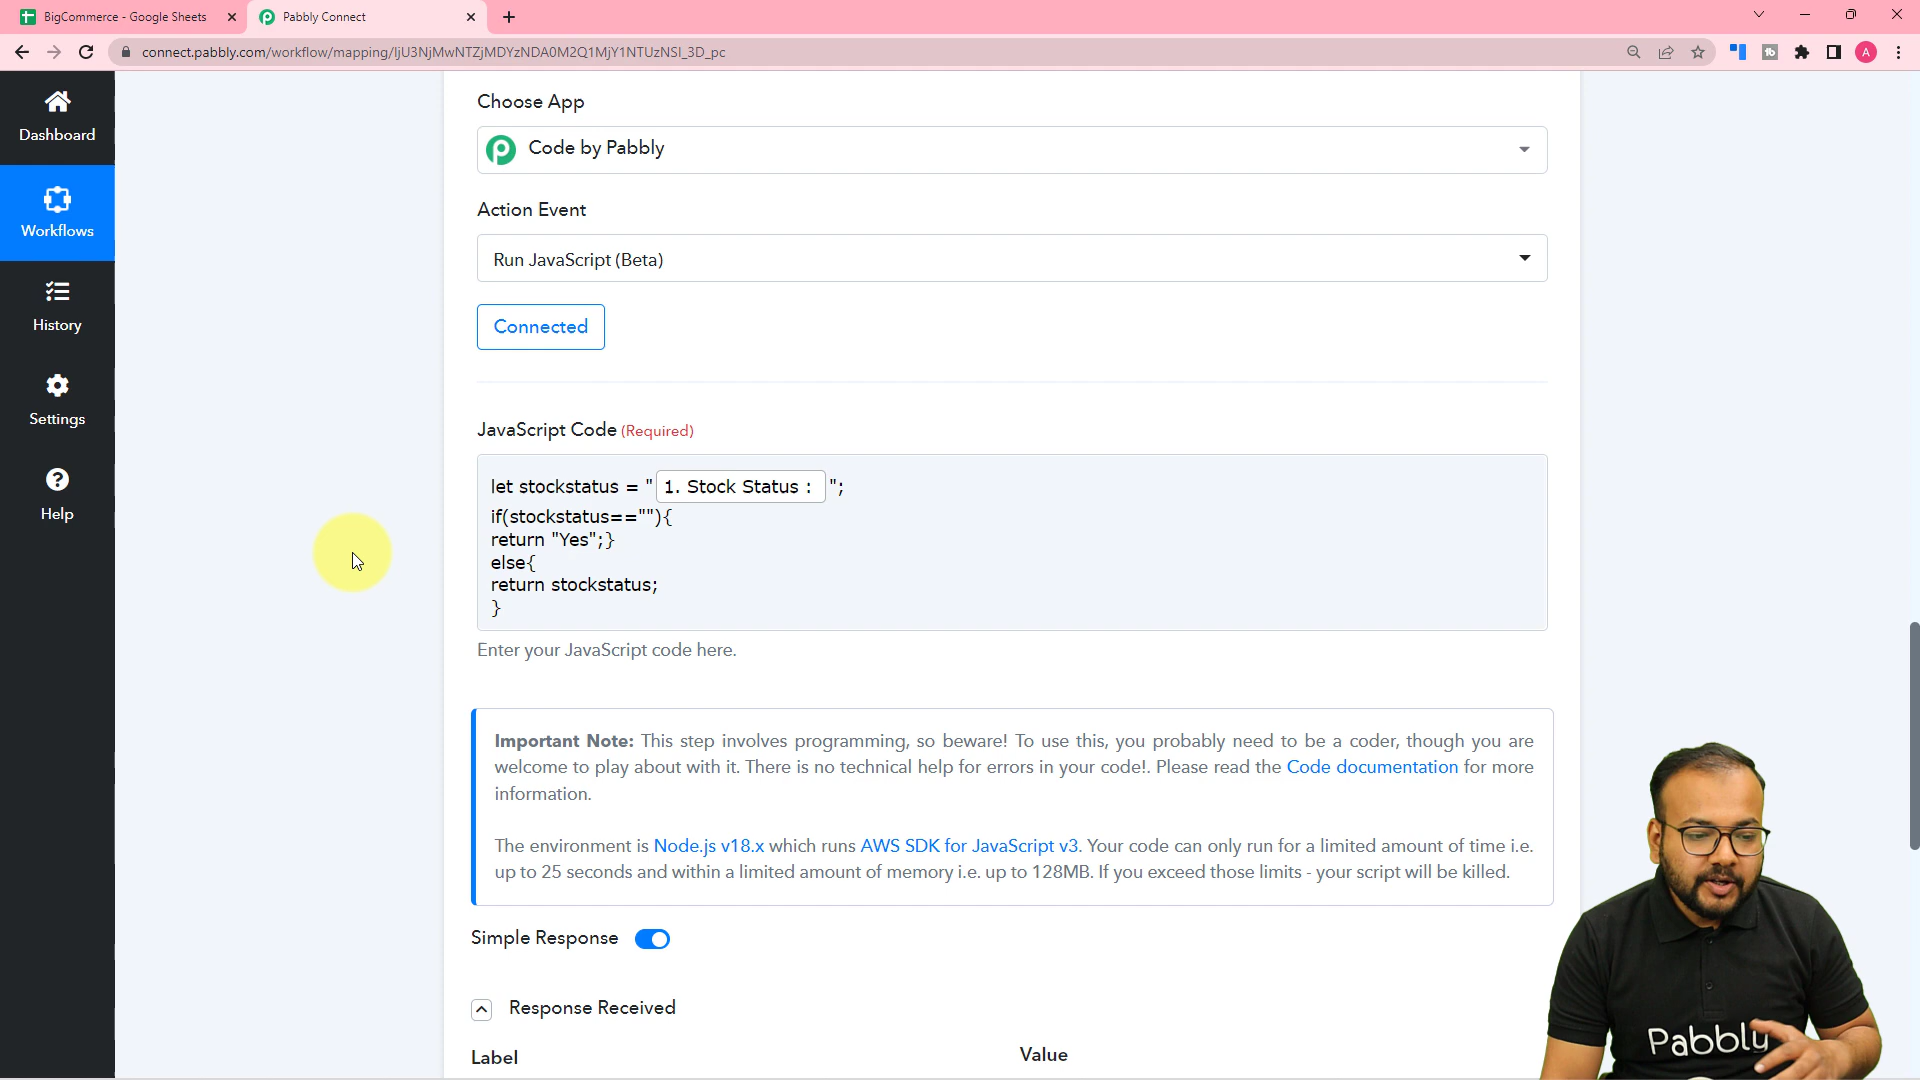 BigCommerce - Google Sheets
Pabbly Connect
connect.pabbly.com/workflow/mapping/IjU3NjMwNTZjMDYzNDA0M2Q1MjY1NTUzNSI_3D_pc
A
Dashboard
Workflows
History
Settings
Help
Choose App
Code by Pabbly
Action Event
Run JavaScript (Beta)
Connected
JavaScript Code (Required)
let stockstatus = " 1. Stock Status : ";
if(stockstatus==""){
return "Yes";}
else{
return stockstatus;
}
Enter your JavaScript code here.
Important Note: This step involves programming, so beware! To use this, you probably need to be a coder, though you are
welcome to play about with it. There is no technical help for errors in your code!. Please read the Code documentation for more
information.
The environment is Node.js v18.x which runs AWS SDK for JavaScript v3. Your code can only run for a limited amount of time i.e.
up to 25 seconds and within a limited amount of memory i.e. up to 128MB. If you exceed those limits - your script will be killed.
Simple Response
Response Received
Label
Value
Pabbly